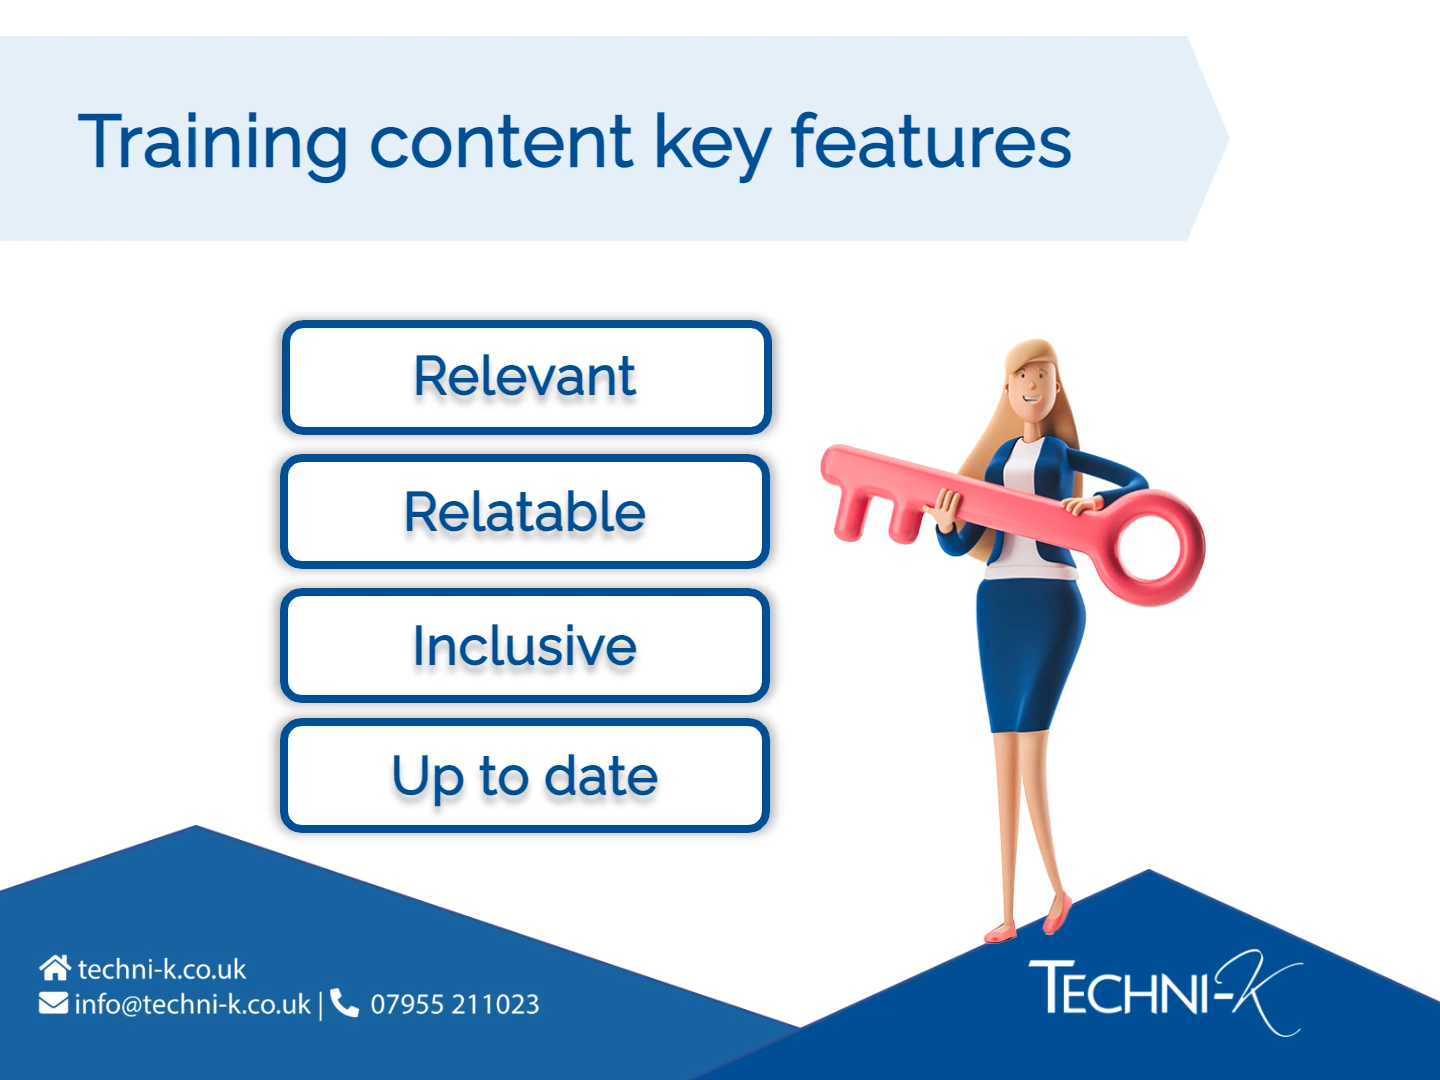 Training content key features
Relevant
Relatable
Inclusive
Up to date
techni-k.co.uk
info@techni-k.co.uk | 07955 211023
TECHNI-K